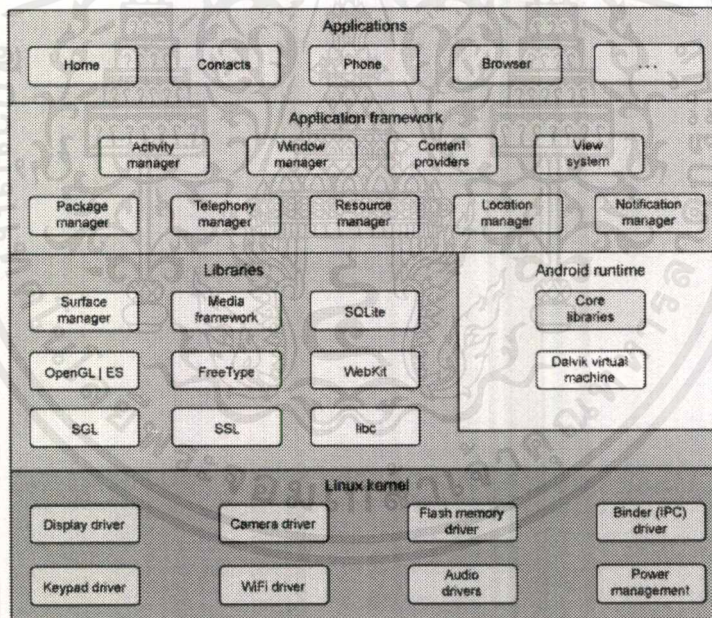 Applications
Home Contacts Phone Browser ...
Application framework
Activity manager Window manager Content providers View system
Package manager Telephony manager Resource manager Location manager Notification manager
Libraries Android runtime
Surface manager Media framework SQLite Core libraries
OpenGL | ES FreeType WebKit Dalvik virtual machine
SGL SSL libc
Linux kernel
Display driver Camera driver Flash memory driver Binder (IPC) driver
Keypad driver WiFi driver Audio drivers Power management